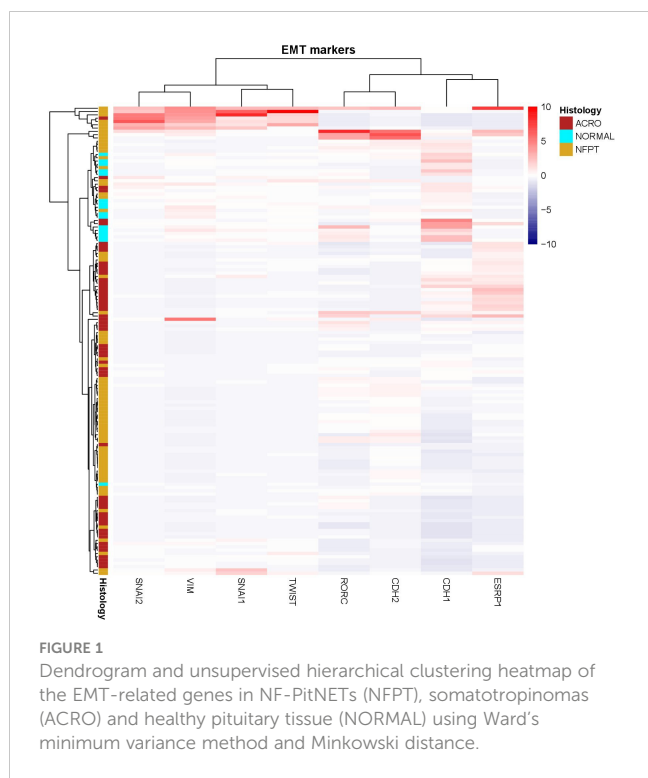 EMT markers
10
5
0
−5
−10
Histology
ACRO
NORMAL
NFPT
Histology
SNAI2
VIM
SNAI1
TWIST
RORC
CDH2
CDH1
ESRP1
FIGURE 1
Dendrogram and unsupervised hierarchical clustering heatmap of
the EMT-related genes in NF-PitNETs (NFPT), somatotropinomas
(ACRO) and healthy pituitary tissue (NORMAL) using Ward's
minimum variance method and Minkowski distance.